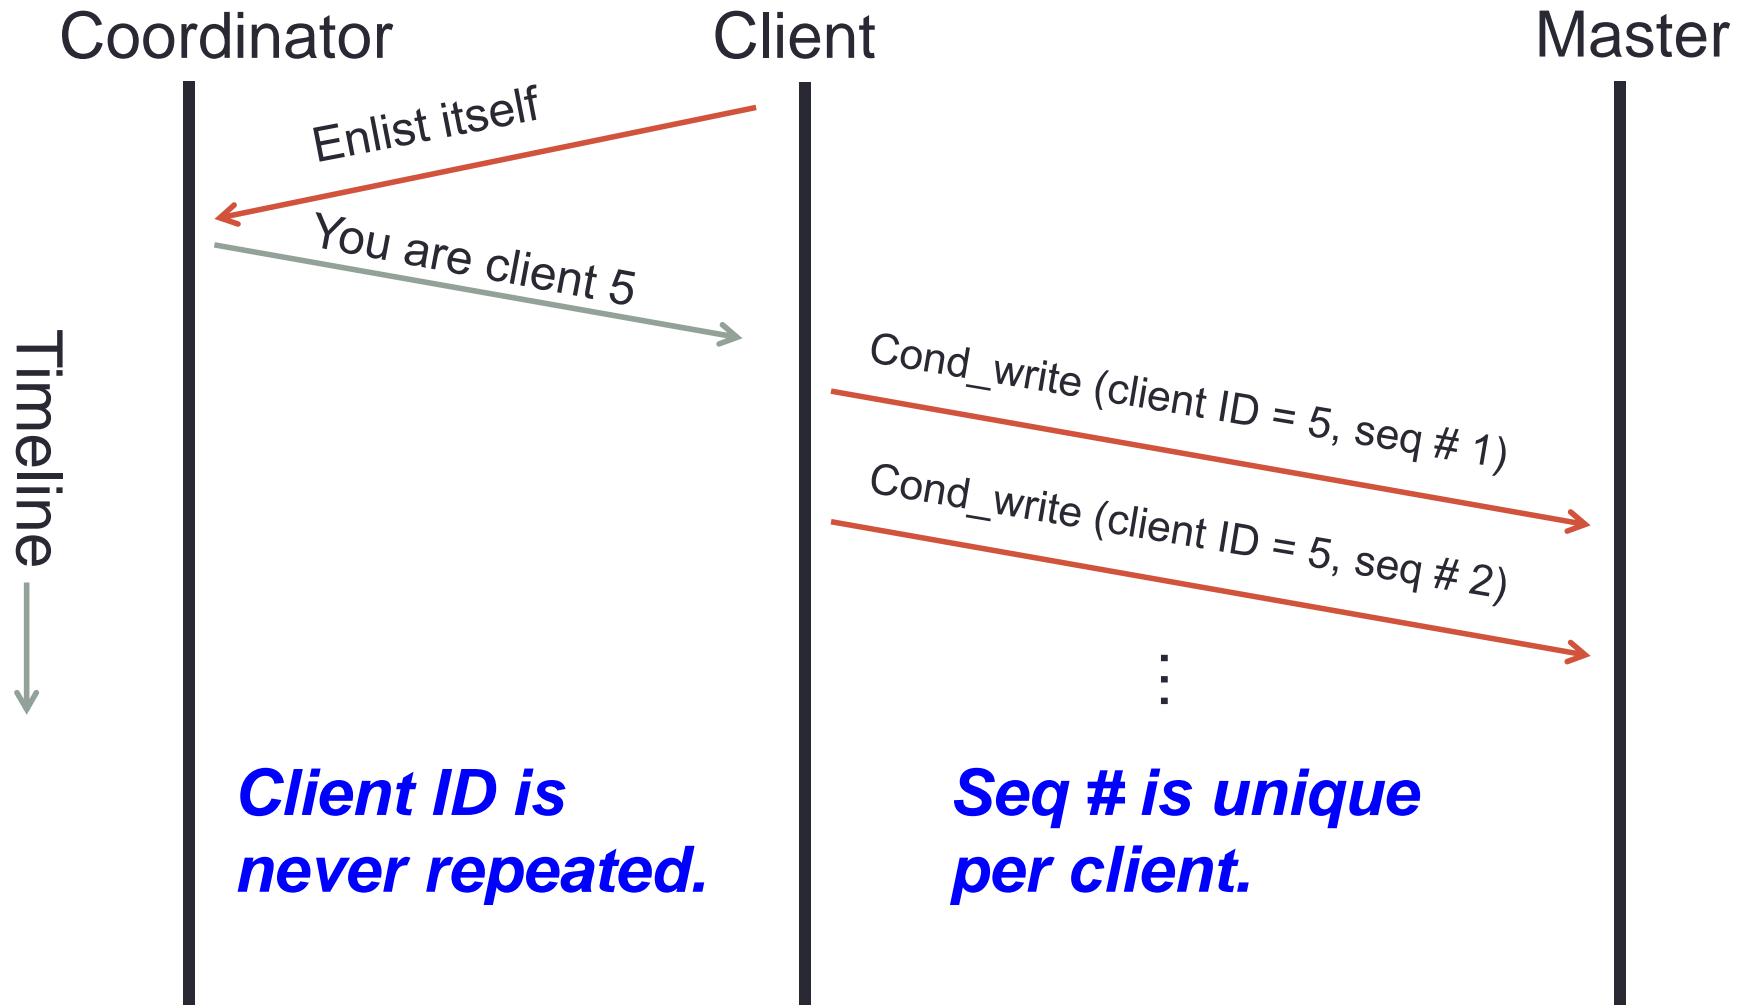 Coordinator
Client
Master
Enlist itself
You are client 5
Timeline
Cond_write (client ID = 5, seq # 1)
Cond_write (client ID = 5, seq # 2)
...
Client ID is
never repeated.
Seq # is unique
per client.